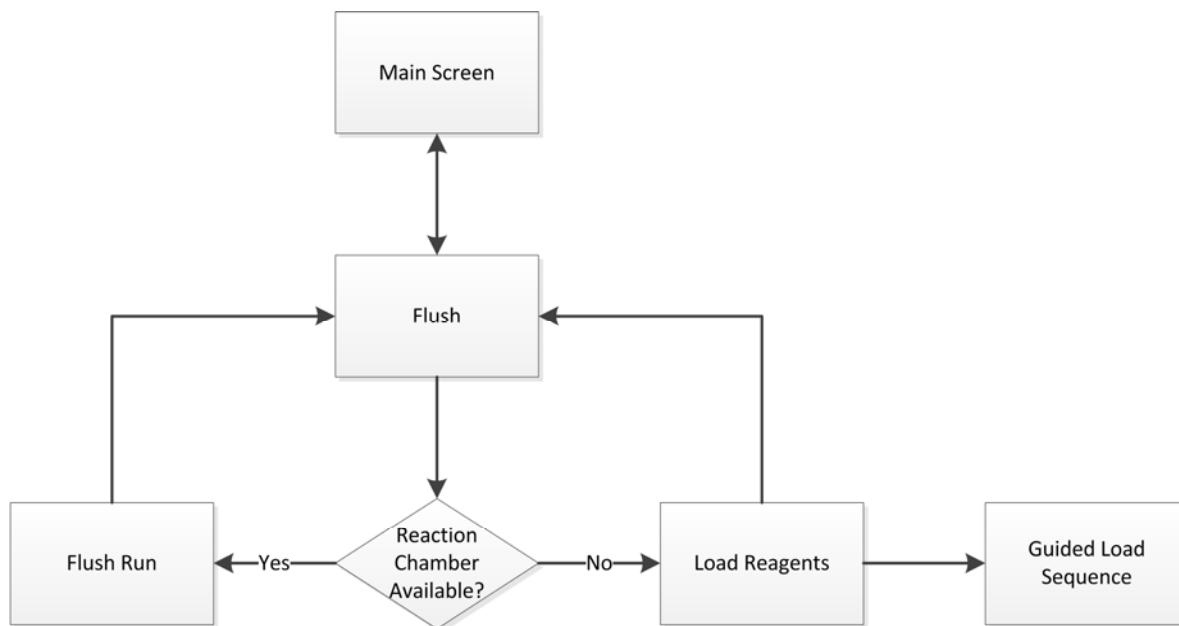 Main Screen
Flush
Flush Run
Yes
Reaction
Chamber
Available?
No
Load Reagents
Guided Load
Sequence